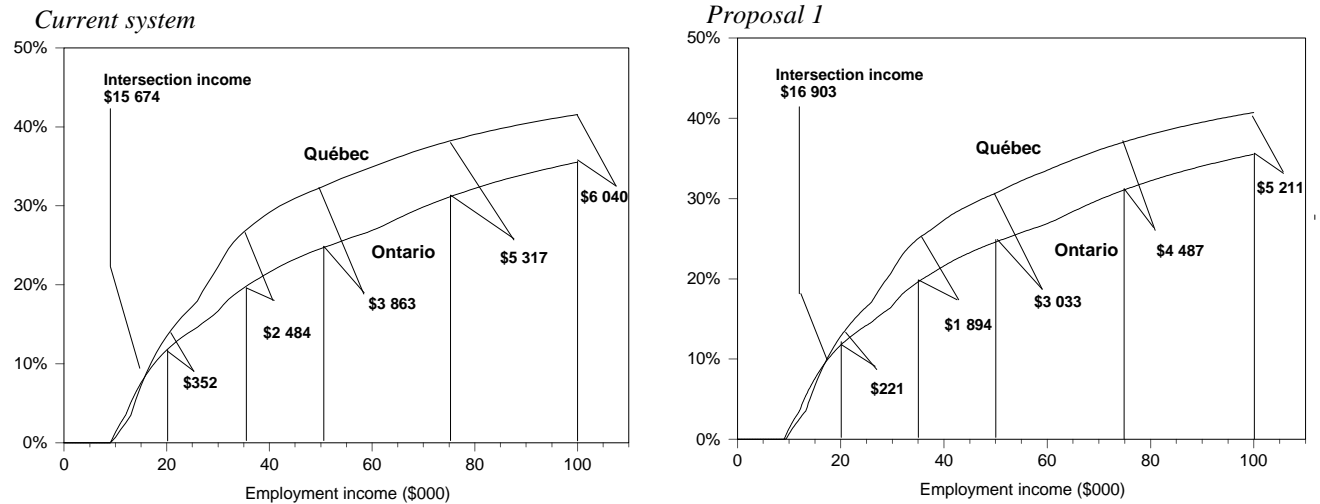 Current system
50%
40%
30%
20%
10%
0%
Intersection income
$15 674
Québec
Ontario
$6 040
$5 317
$3 863
$2 484
$352
0 20 40 60 80 100
Employment income ($000)
Proposal 1
50%
40%
30%
20%
10%
0%
Intersection income
$16 903
Québec
Ontario
$5 211
$4 487
$3 033
$1 894
$221
0 20 40 60 80 100
Employment income ($000)